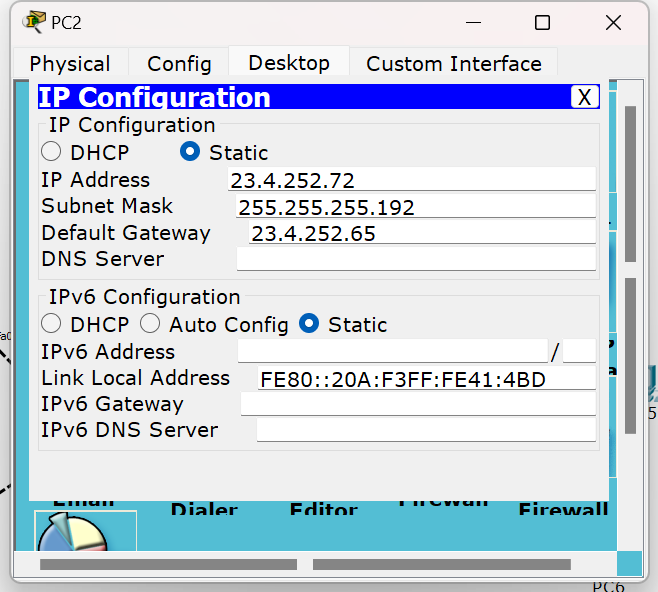 PC2
Physical Config Desktop Custom Interface
IP Configuration X
IP Configuration
DHCP Static
IP Address 23.4.252.72
Subnet Mask 255.255.255.192
Default Gateway 23.4.252.65
DNS Server
IPv6 Configuration
DHCP Auto Config Static
IPv6 Address /
Link Local Address FE80::20A:F3FF:FE41:4BD
IPv6 Gateway
IPv6 DNS Server
Email Dialer Editor Firewall Firewall
PC6